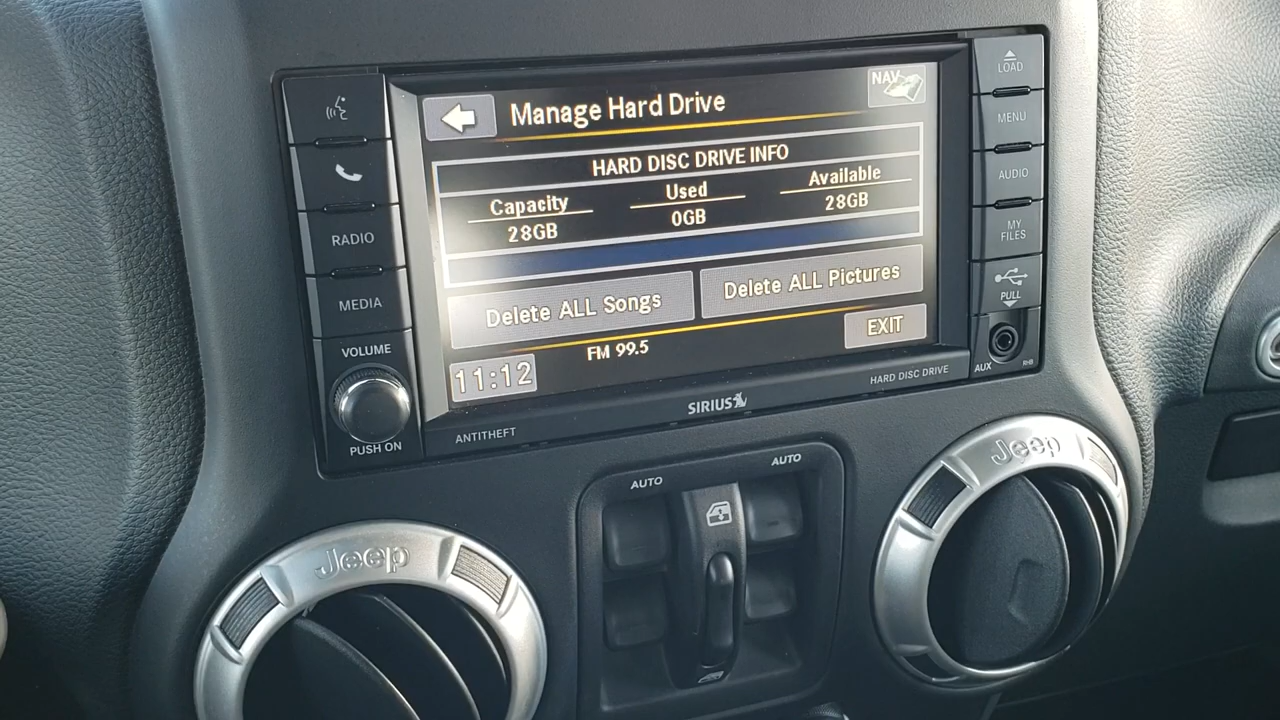 Manage Hard Drive
NAV
HARD DISC DRIVE INFO
Capacity Used Available
28GB 0GB 28GB
Delete ALL Songs Delete ALL Pictures
EXIT
FM 99.5
11:12
RADIO
MEDIA
VOLUME
PUSH ON
LOAD
MENU
AUDIO
MY
FILES
PULL
AUX RHB
ANTITHEFT
SIRIUS
HARD DISC DRIVE
AUTO AUTO
Jeep
Jeep